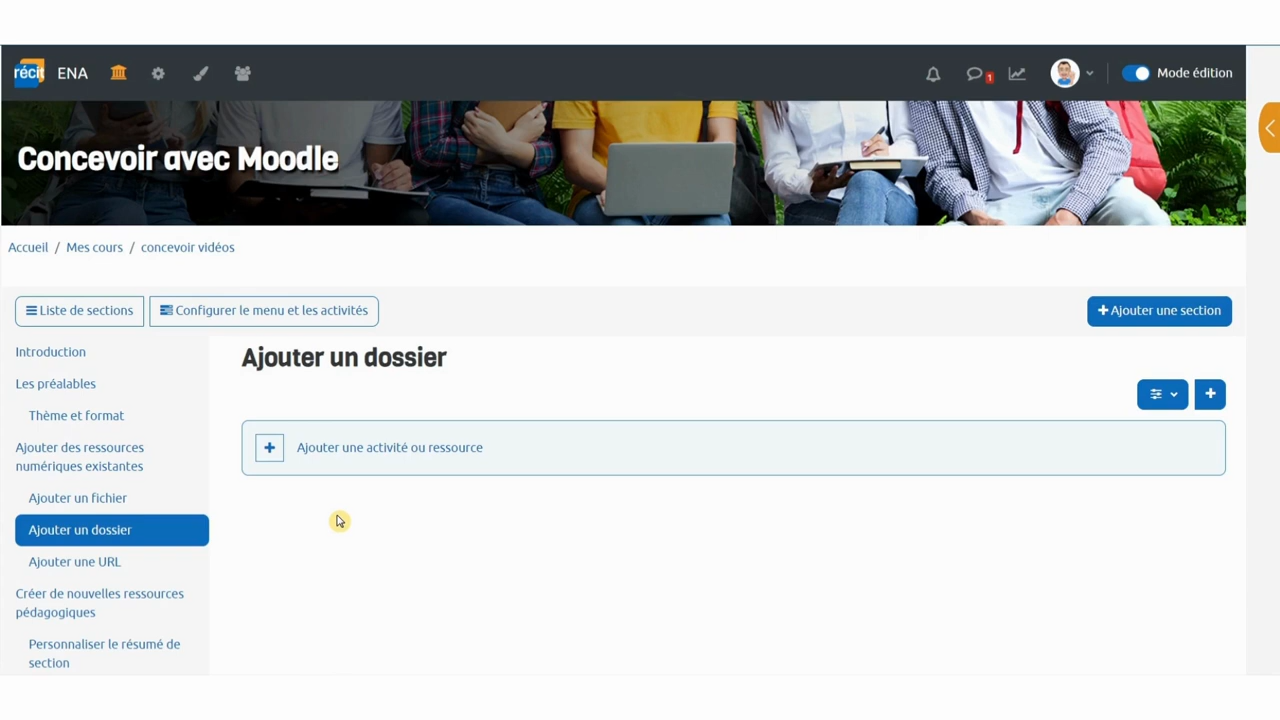 récit ENA 1 Mode édition
Concevoir avec Moodle
Accueil / Mes cours / concevoir vidéos
Liste de sections Configurer le menu et les activités Ajouter une section
Introduction
Les préalables
Thème et format
Ajouter des ressources
numériques existantes
Ajouter un fichier
Ajouter un dossier
Ajouter une URL
Créer de nouvelles ressources
pédagogiques
Personnaliser le résumé de
section
Ajouter un dossier
Ajouter une activité ou ressource